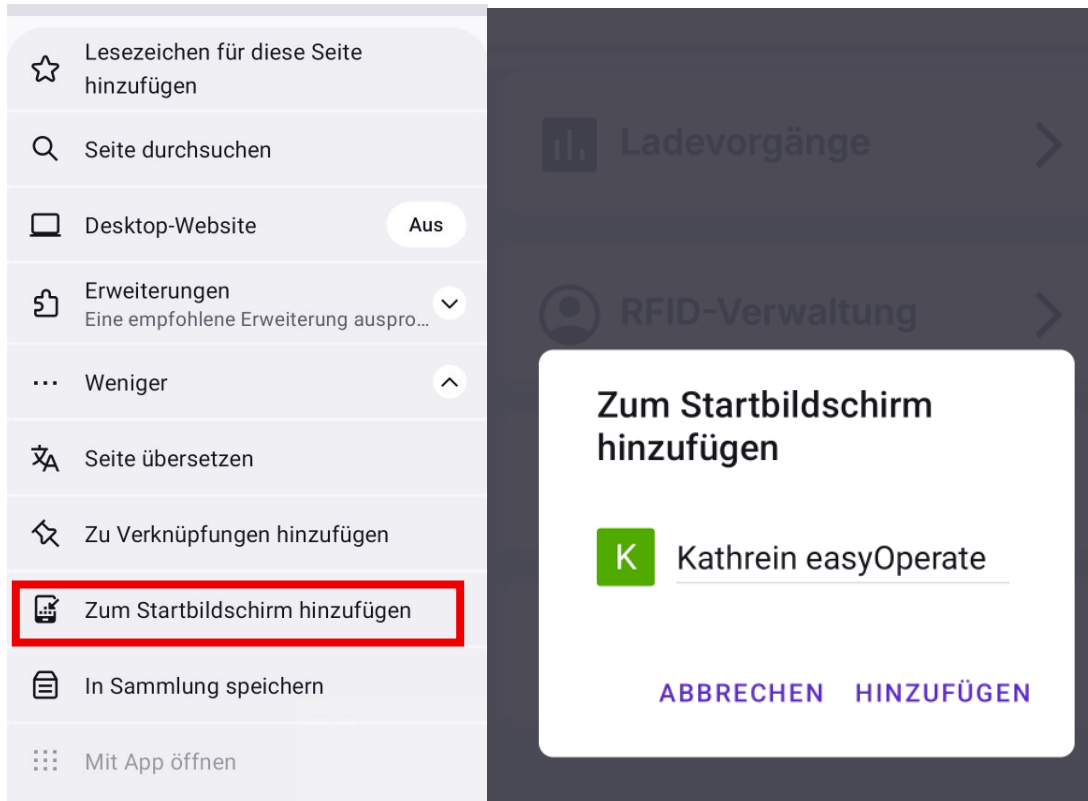 Lesezeichen für diese Seite
hinzufügen
Seite durchsuchen
Desktop-Website
Aus
Erweiterungen
Eine empfohlene Erweiterung auspro…
Weniger
Seite übersetzen
Zu Verknüpfungen hinzufügen
Zum Startbildschirm hinzufügen
In Sammlung speichern
Mit App öffnen
Ladevorgänge
RFID-Verwaltung
Zum Startbildschirm
hinzufügen
K
Kathrein easyOperate
ABBRECHEN HINZUFÜGEN